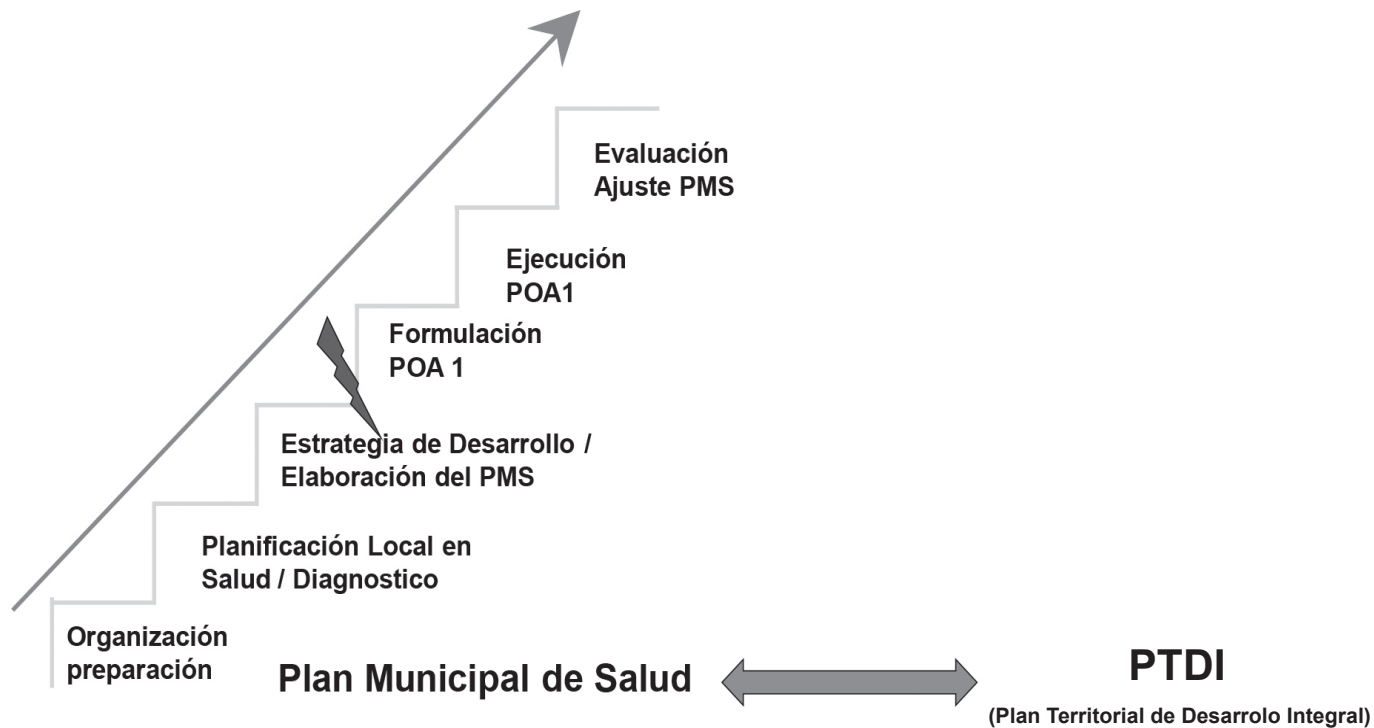 Evaluación
Ajuste PMS
Ejecución
POA1
Formulación
POA 1
Estrategia de Desarrollo /
Elaboración del PMS
Planificación Local en
Salud / Diagnostico
Organización
preparación
Plan Municipal de Salud
PTDI
(Plan Territorial de Desarrolo Integral)